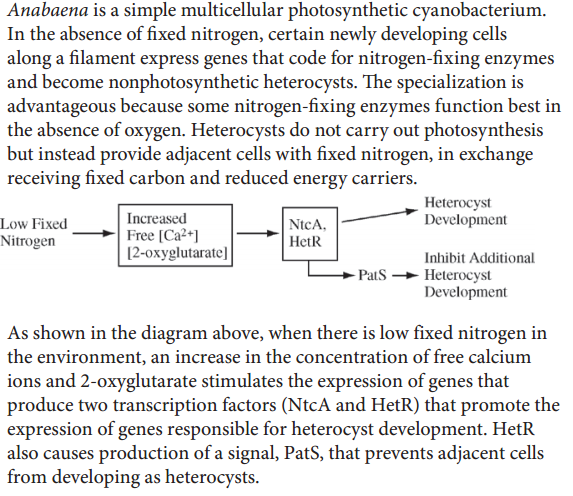 Anabaena is a simple multicellular photosynthetic cyanobacterium.
In the absence of fixed nitrogen, certain newly developing cells
along a filament express genes that code for nitrogen-fixing enzymes
and become nonphotosynthetic heterocysts. The specialization is
advantageous because some nitrogen-fixing enzymes function best in
the absence of oxygen. Heterocysts do not carry out photosynthesis
but instead provide adjacent cells with fixed nitrogen, in exchange
receiving fixed carbon and reduced energy carriers.
Low Fixed
Nitrogen
Increased
Free [Ca²⁺]
[2-oxyglutarate]
NtcA,
HetR
Heterocyst
Development
PatS
Inhibit Additional
Heterocyst
Development
As shown in the diagram above, when there is low fixed nitrogen in
the environment, an increase in the concentration of free calcium
ions and 2-oxyglutarate stimulates the expression of genes that
produce two transcription factors (NtcA and HetR) that promote the
expression of genes responsible for heterocyst development. HetR
also causes production of a signal, PatS, that prevents adjacent cells
from developing as heterocysts.